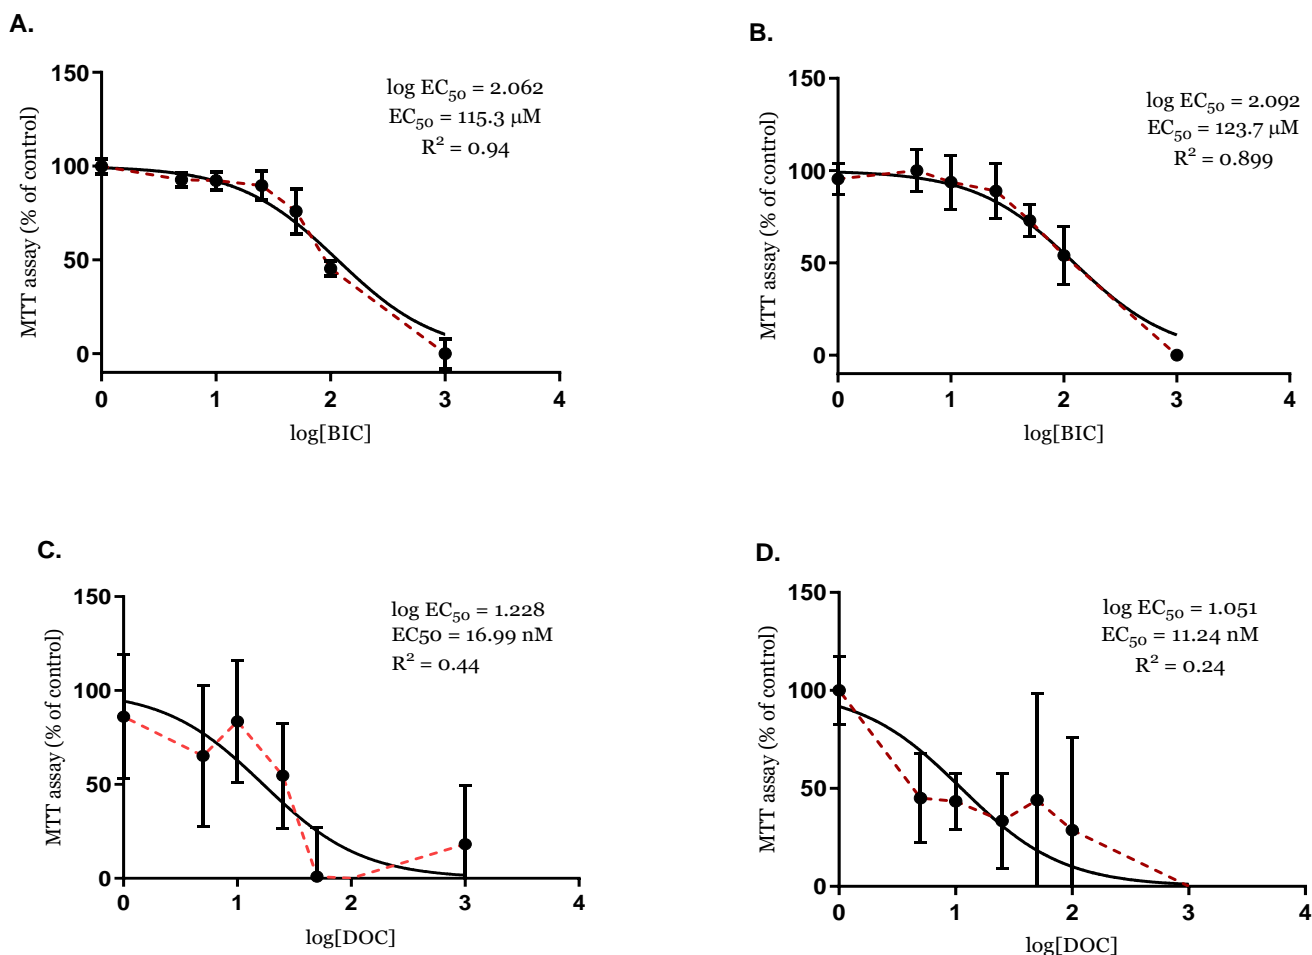 A.
150
100
50
0
0 1 2 3 4
MTT assay (% of control)
log[BIC]
log EC50 = 2.062
EC50 = 115.3 µM
R2 = 0.94
B.
150
100
50
0
0 1 2 3 4
MTT assay (% of control)
log[BIC]
log EC50 = 2.092
EC50 = 123.7 µM
R2 = 0.899
C.
150
100
50
0
0 1 2 3 4
MTT assay (% of control)
log[DOC]
log EC50 = 1.228
EC50 = 16.99 nM
R2 = 0.44
D.
150
100
50
0
0 1 2 3 4
MTT assay (% of control)
log[DOC]
log EC50 = 1.051
EC50 = 11.24 nM
R2 = 0.24